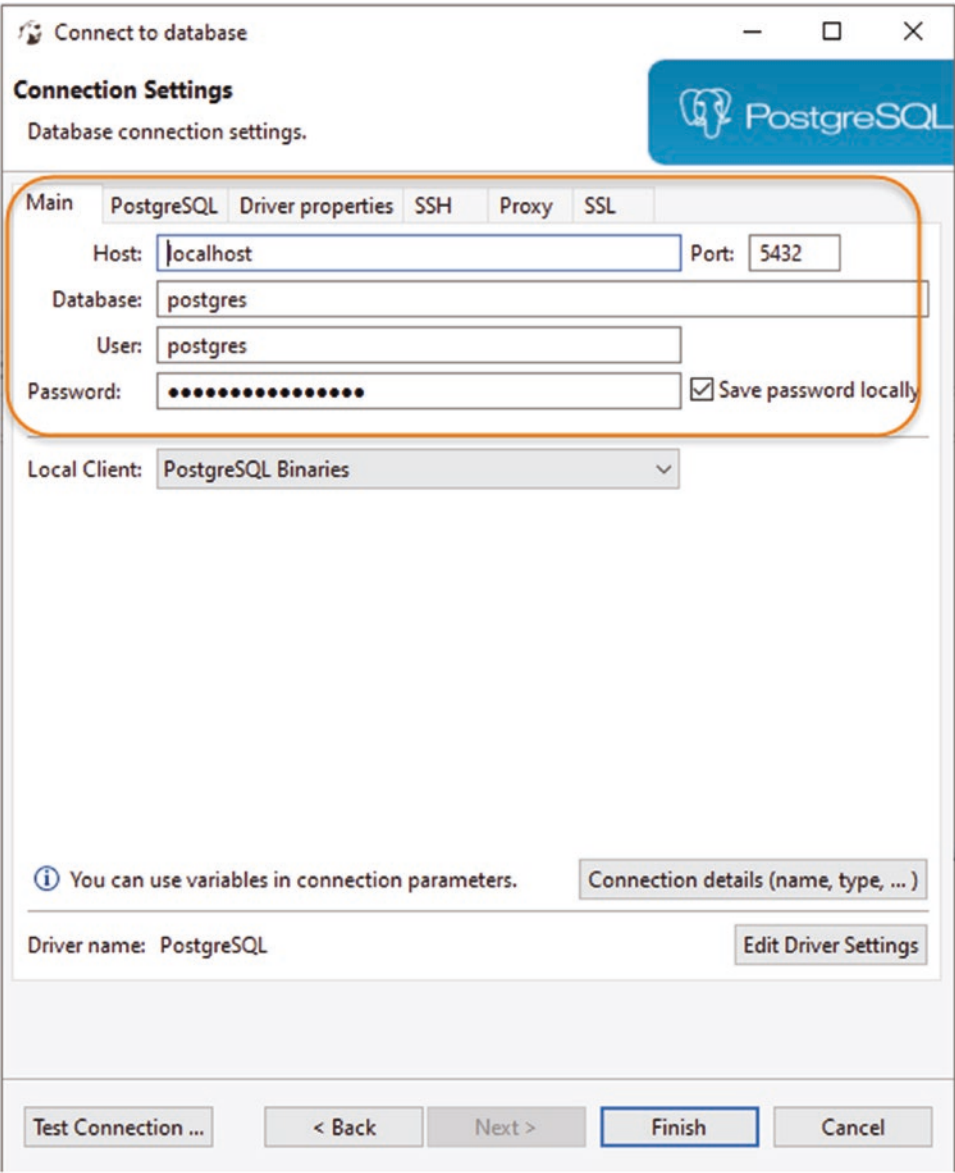 Connect to database
Connection Settings
Database connection settings.
PostgreSQL
Main PostgreSQL Driver properties SSH Proxy SSL
Host: localhost Port: 5432
Database: postgres
User: postgres
Password: ●●●●●●●●●●●●●●●● Save password locally
Local Client: PostgreSQL Binaries
You can use variables in connection parameters. Connection details (name, type, ... )
Driver name: PostgreSQL Edit Driver Settings
Test Connection ... < Back Next > Finish Cancel